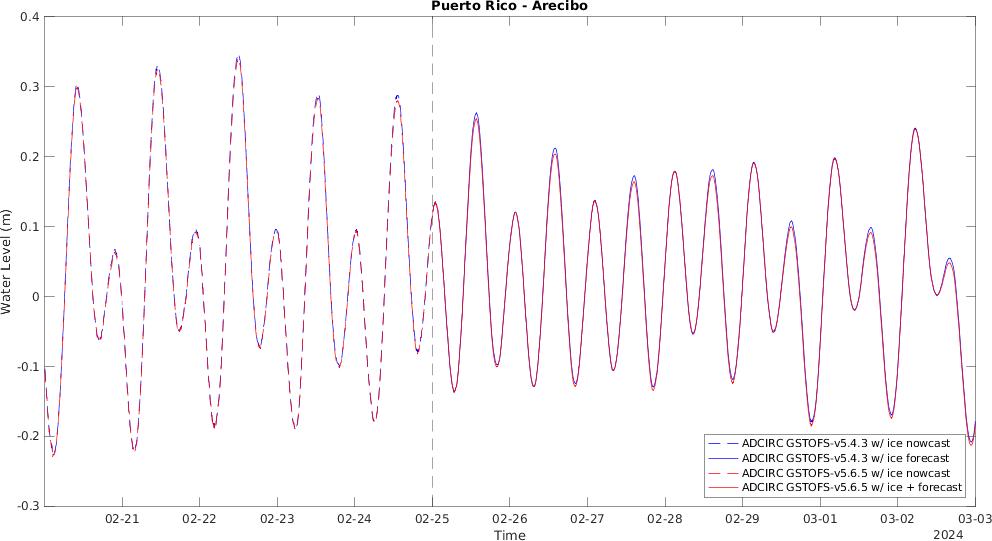 Puerto Rico - Arecibo
0.4
0.3
0.2
0.1
0
-0.1
-0.2
-0.3
Water Level (m)
ADCIRC GSTOFS-v5.4.3 w/ ice nowcast
ADCIRC GSTOFS-v5.4.3 w/ ice forecast
ADCIRC GSTOFS-v5.6.5 w/ ice nowcast
ADCIRC GSTOFS-v5.6.5 w/ ice + forecast
02-21 02-22 02-23 02-24 02-25 02-26 02-27 02-28 02-29 03-01 03-02 03-03
Time
2024